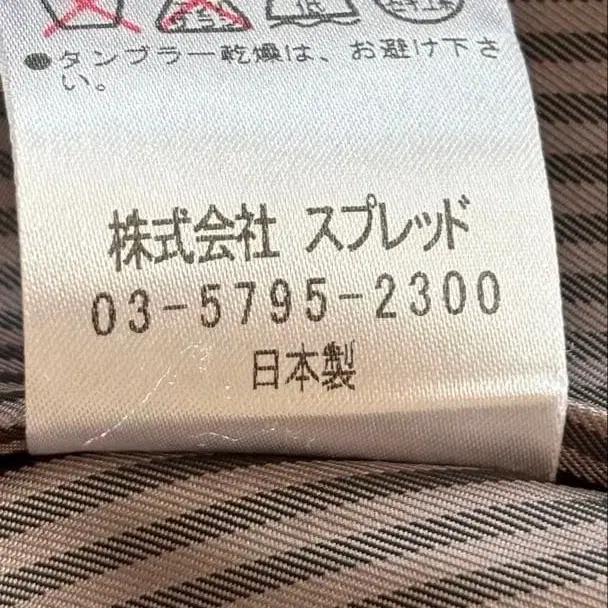 ●タンブラー乾燥は、お避け下さ
い。
株式会社 スプレッド
03-5795-2300
日本製